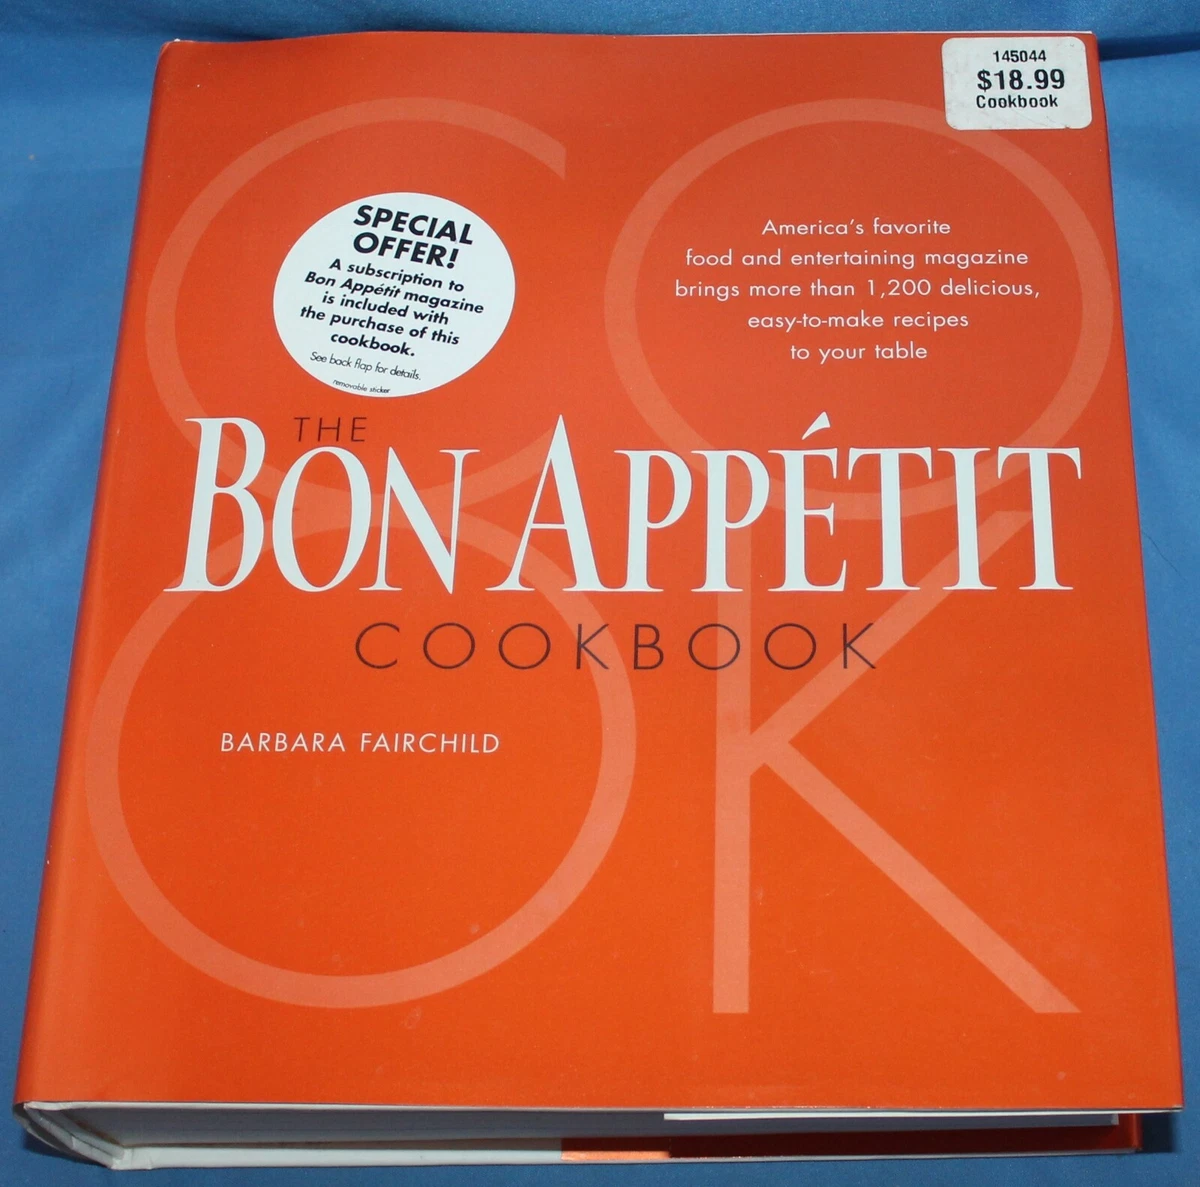 145044
$18.99
Cookbook
SPECIAL
OFFER!
A subscription to
Bon Appétit magazine
is included with
the purchase of this
cookbook.
See back flap for details.
removable sticker
America's favorite
food and entertaining magazine
brings more than 1,200 delicious,
easy-to-make recipes
to your table
THE
BON APPÉTIT
COOKBOOK
BARBARA FAIRCHILD
CO
OK